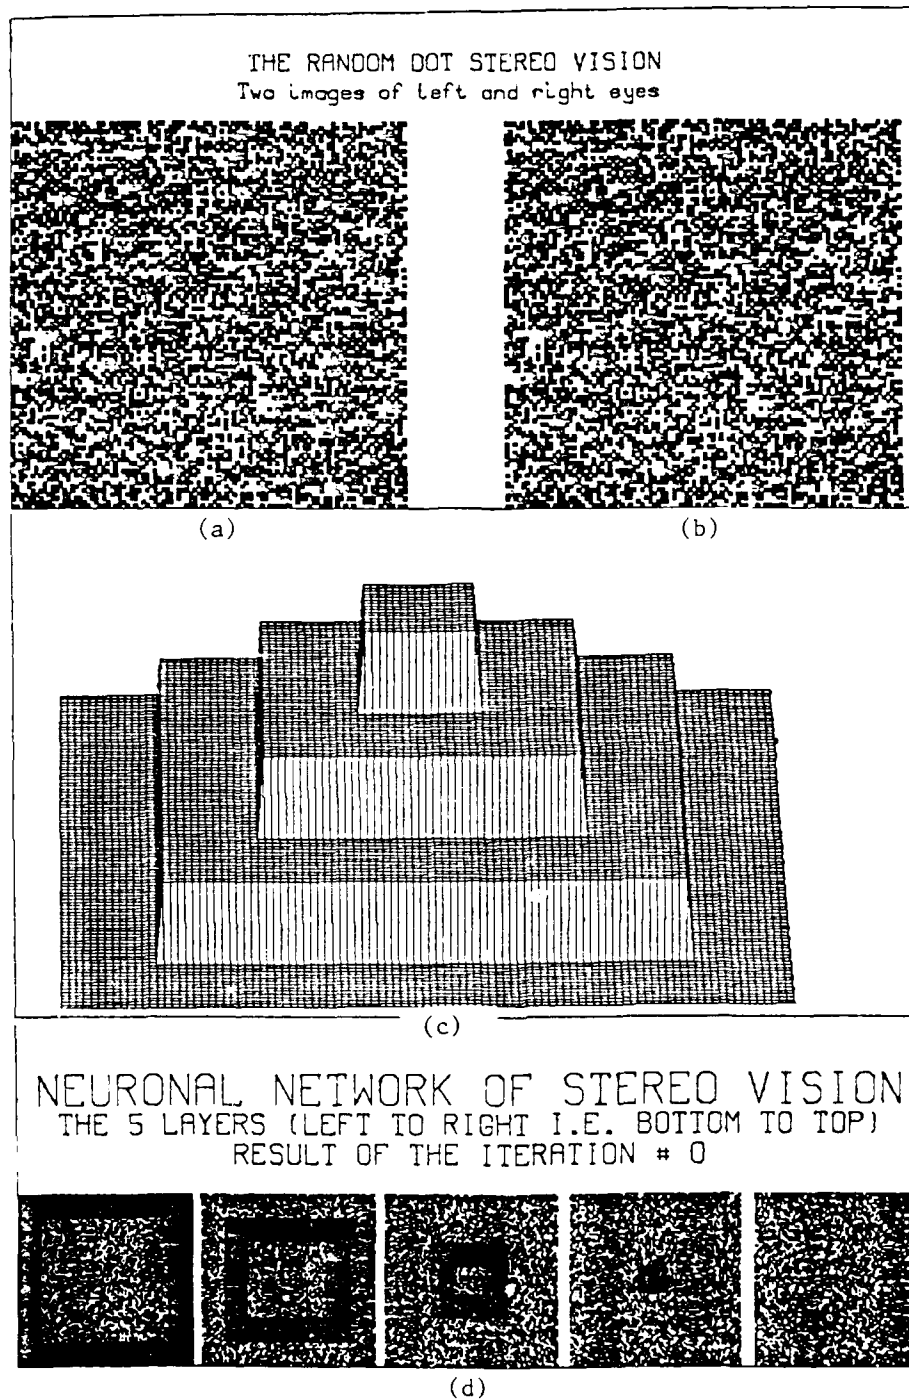 THE RANDOM DOT STEREO VISION
Two images of left and right eyes
(a)
(b)
(c)
NEURONAL NETWORK OF STEREO VISION
THE 5 LAYERS (LEFT TO RIGHT I.E. BOTTOM TO TOP)
RESULT OF THE ITERATION # 0
(d)